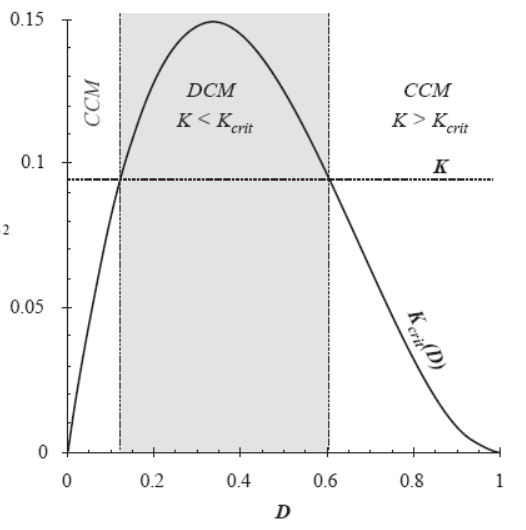 0.15
CCM
DCM
K < Kcrit
CCM
K > Kcrit
0.1
K
2
0.05
Kcrit(D)
0
0 0.2 0.4 0.6 0.8 1
D